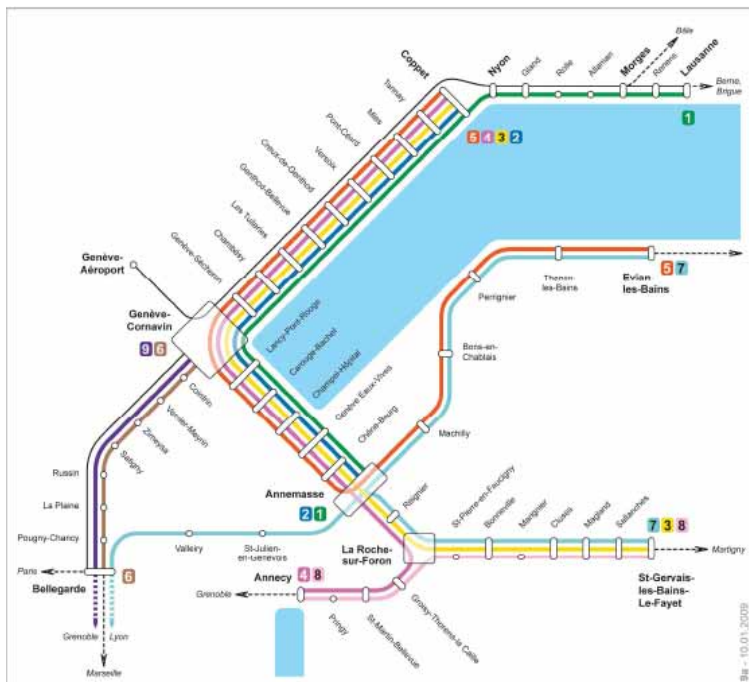 Bienne
Coppet
Nyon
Gland
Rolle
Allaman
Morges
Renens
Lausanne
Berne,
Brigue
Tannay
Mies
Pont-Céard
Versoix
Creux-de-Genthod
Genthod-Bellevue
Les Tuileries
Chambésy
Genève-Sécheron
5 4 3 2
1
Genève-
Aéroport
Genève-
Cornavin
9 6
Lancy-Pont-Rouge
Carouge-Bachet
Champel-Hôpital
Genève Eaux-Vives
Chêne-Bourg
Perrignier
Thonon
les-Bains
Evian
les-Bains
5 7
Bons-en-
Chablais
Machilly
Cointrin
Vernier-Meyrin
Zimeysa
Satigny
Russin
La Plaine
Pougny-Chancy
Annemasse
2 1
Reignier
St-Pierre-en-Faucigny
Bonneville
Marignier
Cluses
Magland
Sallanches
7 3 8
Martigny
St-Gervais-
les-Bains-
Le-Fayet
Valleiry
St-Julien-
en-Genevois
La Roche-
sur-Foron
Paris
Bellegarde
6
Grenoble
Lyon
Marseille
Annecy
4 8
Grenoble
Pringy
St-Martin-Bellevue
Groisy-Thorens-la Caille
Ba - 10.01.2009